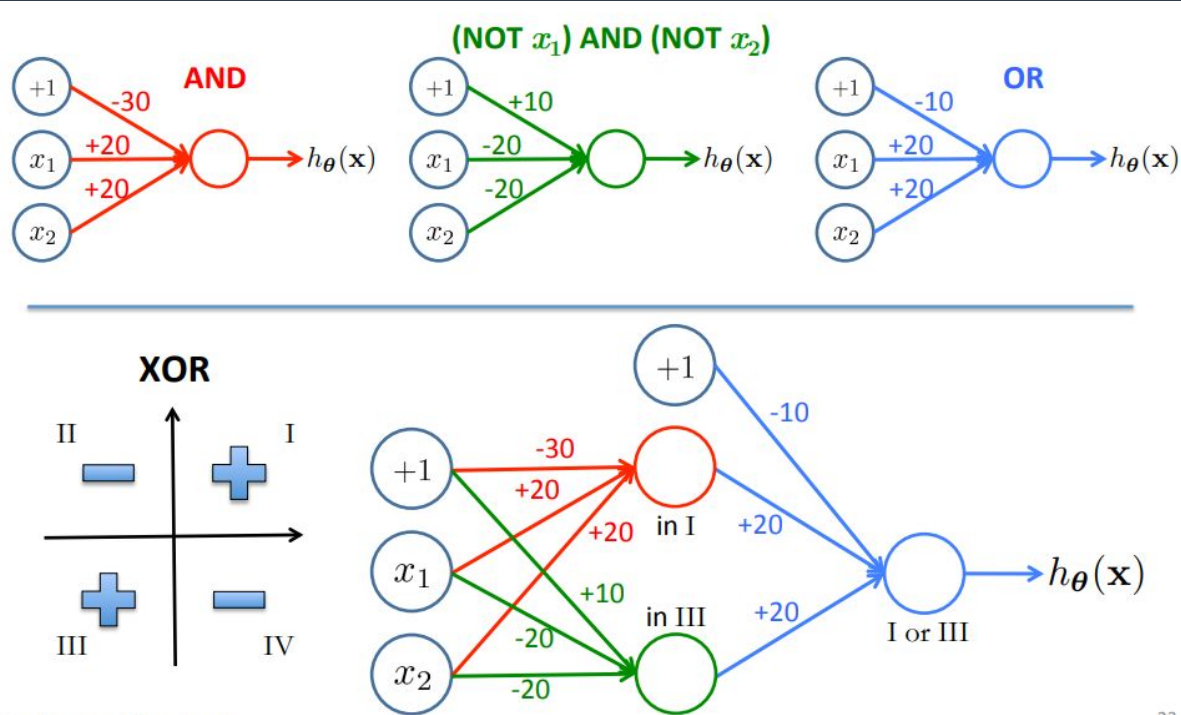 (NOT x₁) AND (NOT x₂)
AND
OR
+1
-30
x₁
+20
+20
x₂
hθ(x)
+1
+10
x₁
-20
-20
x₂
hθ(x)
+1
-10
x₁
+20
+20
x₂
hθ(x)
XOR
II
I
III
IV
+1
-10
+1
-30
+20
+20
in I
+20
x₁
+10
-20
in III
+20
x₂
-20
I or III
hθ(x)